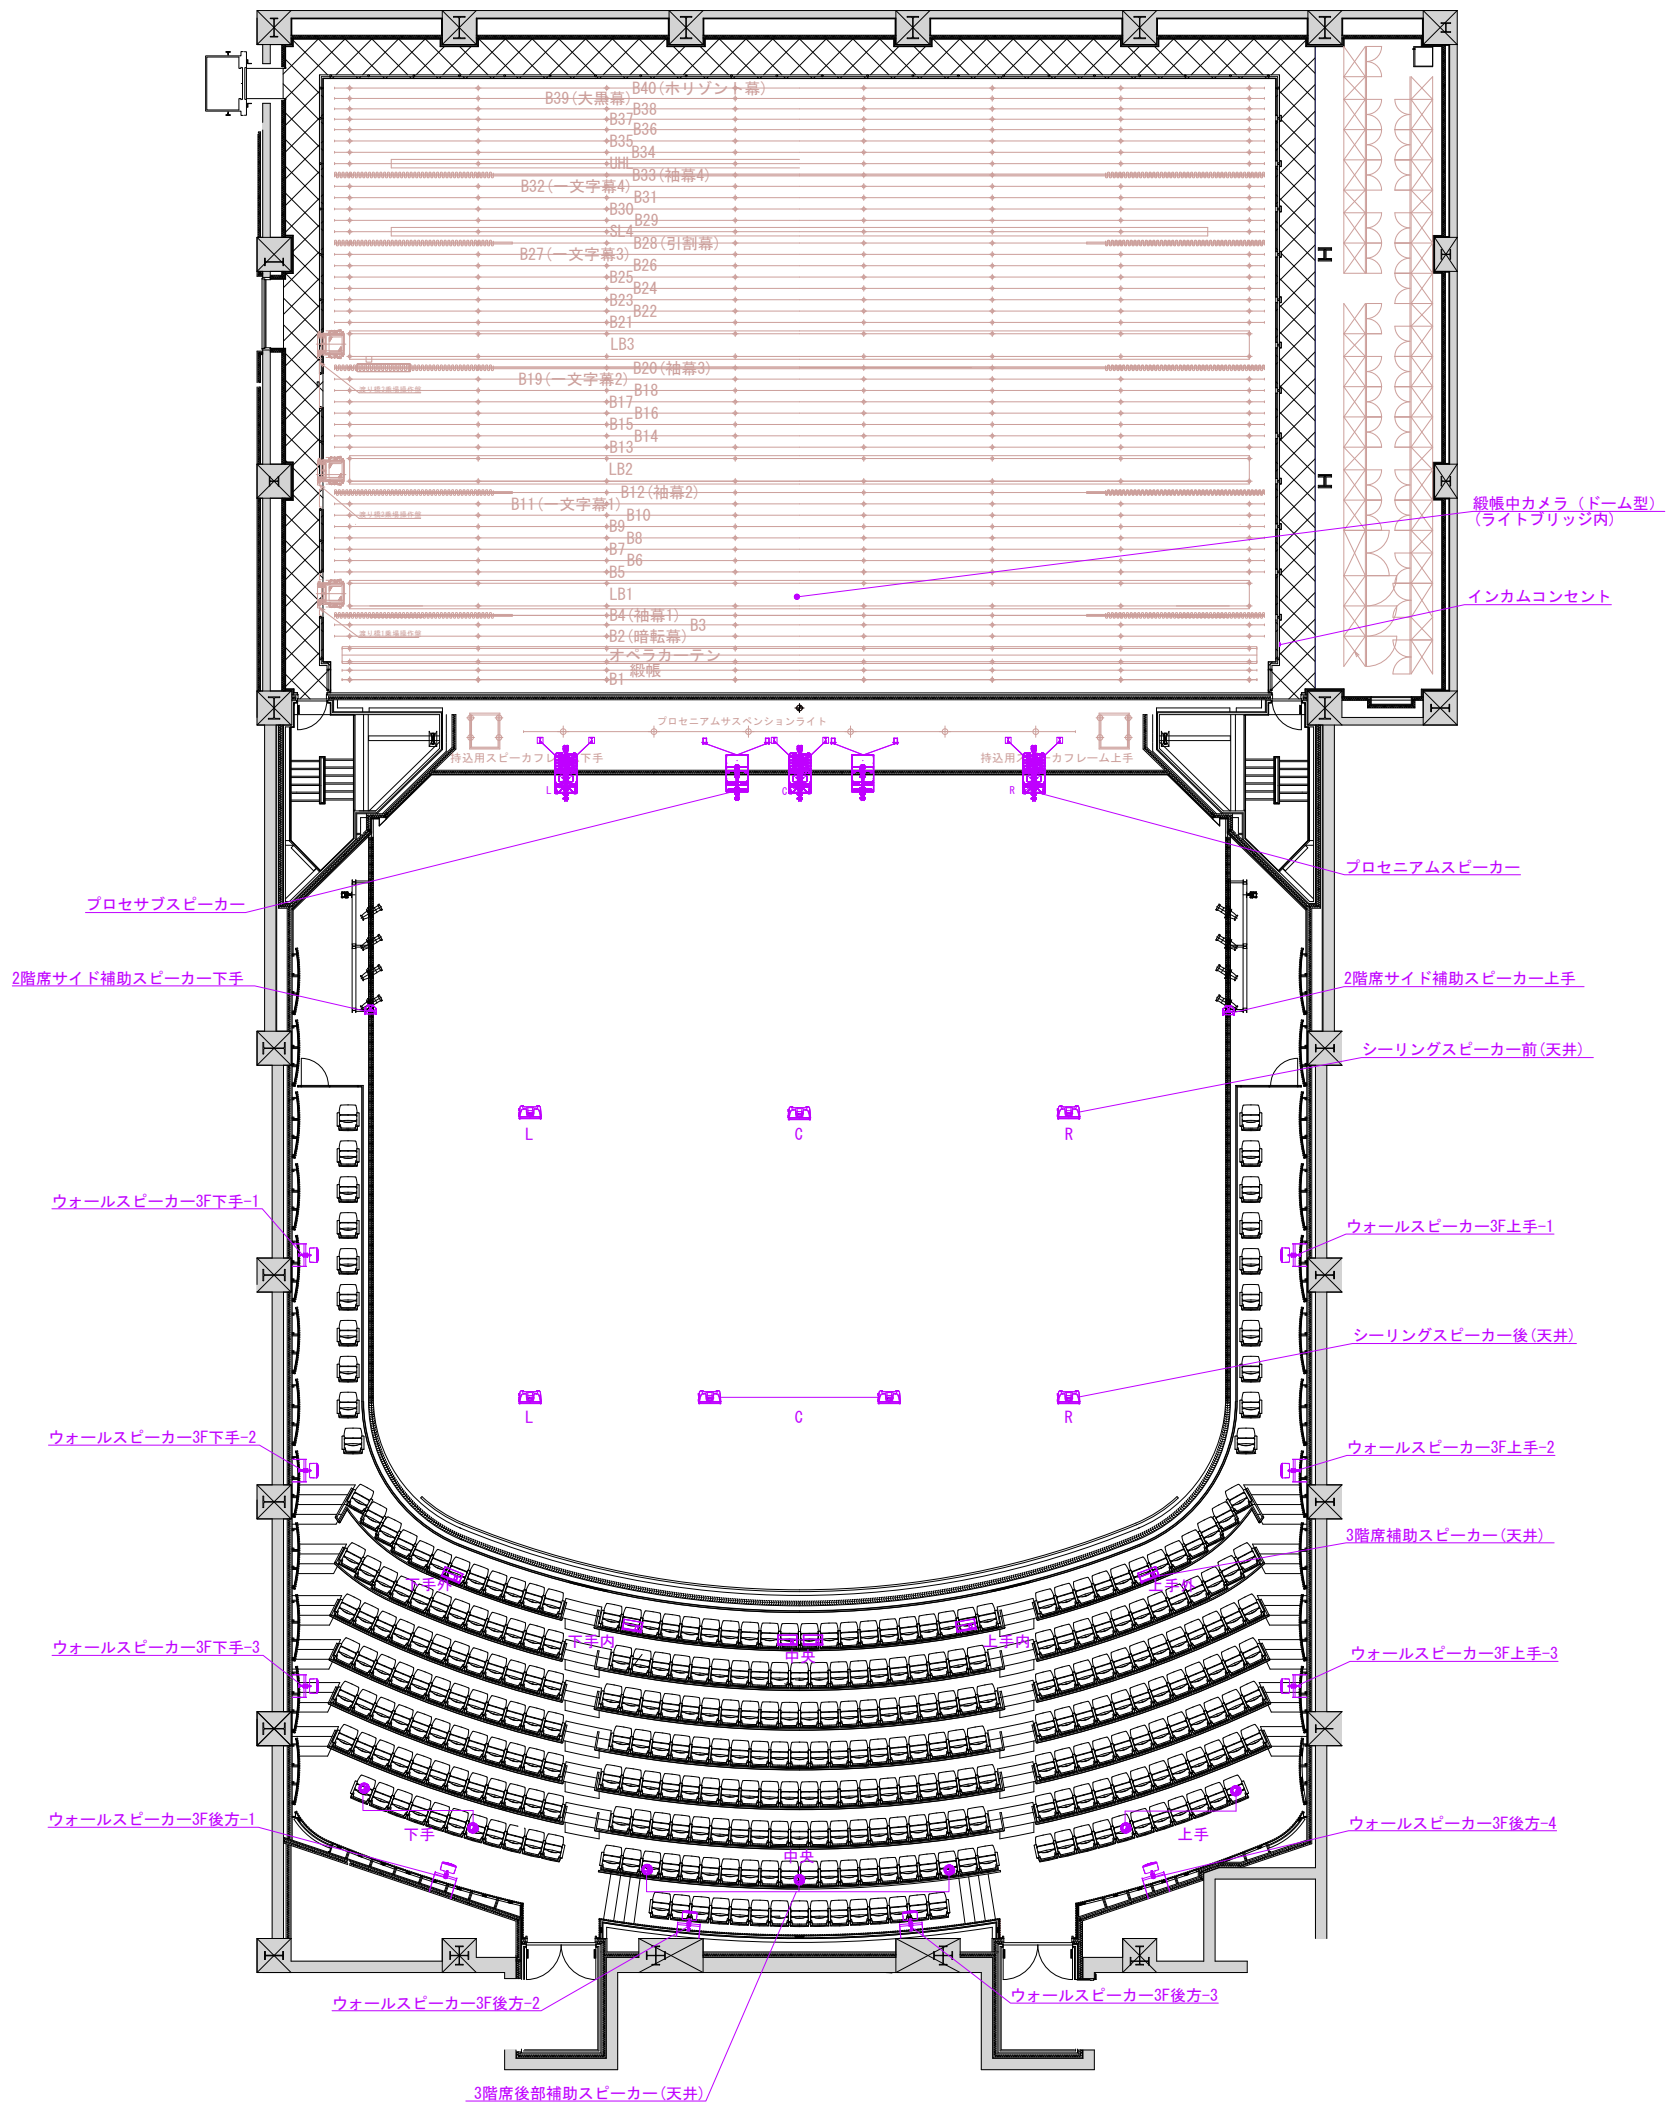 B40(ホリゾント幕)
B39(大黒幕)
B38
B37
B36
B35
B34
UHL
B33(袖幕4)
B32(一文字幕4)
B31
B30
B29
SL4
B28(引割幕)
B27(一文字幕3)
B26
B25
B24
B23
B22
B21
LB3
B20(袖幕3)
B19(一文字幕2)
B18
B17
B16
B15
B14
B13
LB2
B12(袖幕2)
B11(一文字幕1)
B10
B9
B8
B7
B6
B5
LB1
B4(袖幕1)
B3
B2(暗転幕)
オペラカーテン
緞帳
B1
緞帳中カメラ（ドーム型）
(ライトブリッジ内)
インカムコンセント
プロセニアムサスペンションライト
持込用スピーカフレーム下手
持込用スピーカフレーム上手
L
C
R
プロセニアムスピーカー
プロセサブスピーカー
2階席サイド補助スピーカー下手
2階席サイド補助スピーカー上手
シーリングスピーカー前(天井)
L
C
R
ウォールスピーカー3F下手-1
ウォールスピーカー3F上手-1
シーリングスピーカー後(天井)
L
C
R
ウォールスピーカー3F下手-2
ウォールスピーカー3F上手-2
3階席補助スピーカー(天井)
下手外
上手外
下手内
中央
上手内
ウォールスピーカー3F下手-3
ウォールスピーカー3F上手-3
ウォールスピーカー3F後方-1
ウォールスピーカー3F後方-4
下手
上手
中央
ウォールスピーカー3F後方-2
ウォールスピーカー3F後方-3
3階席後部補助スピーカー(天井)